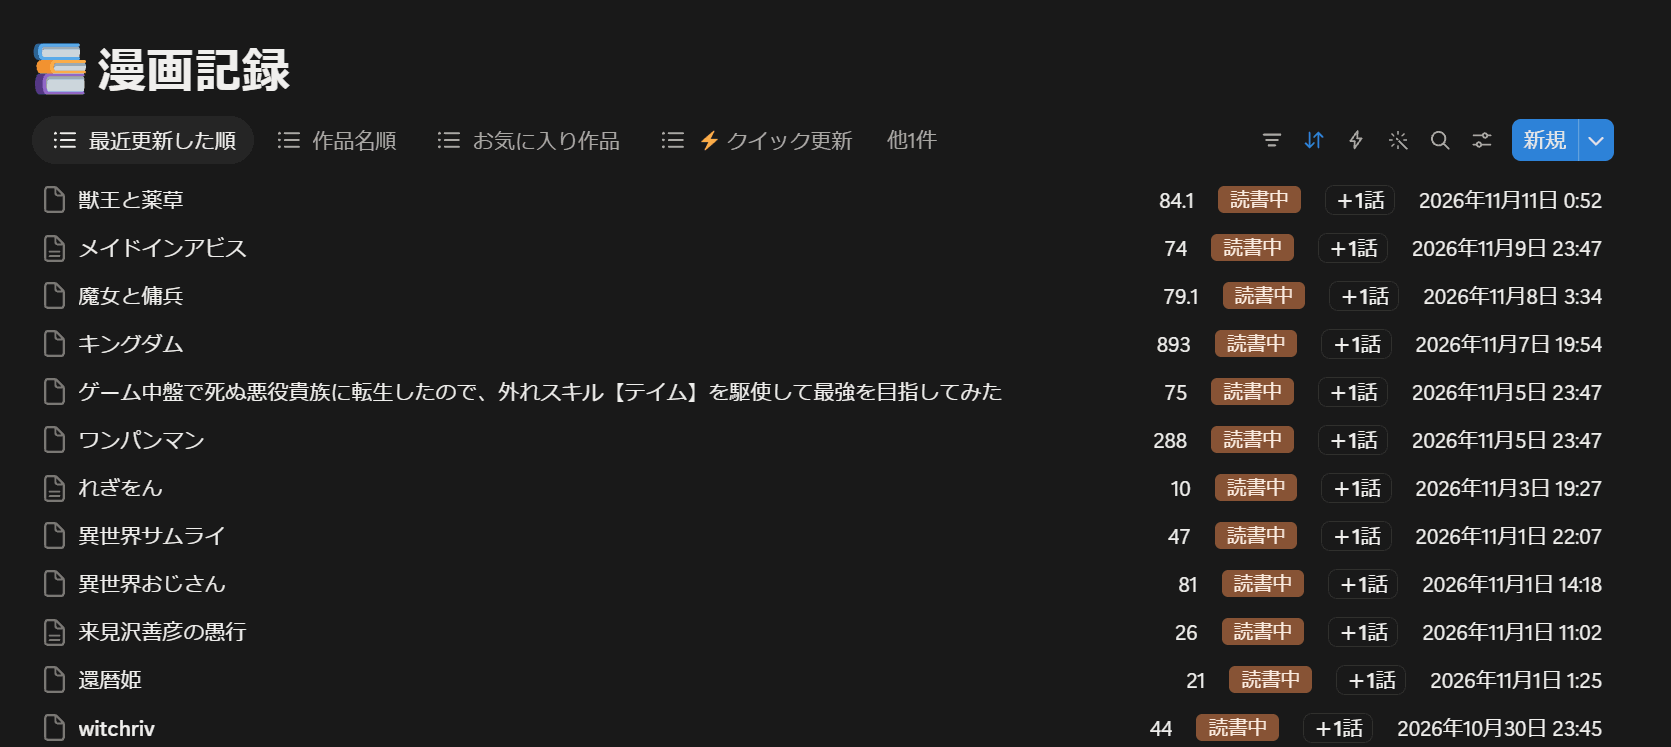 漫画記録
最近更新した順 作品名順 お気に入り作品 ⚡クイック更新 他1件 新規
獣王と薬草 84.1 読書中 +1話 2026年11月11日 0:52
メイドインアビス 74 読書中 +1話 2026年11月9日 23:47
魔女と傭兵 79.1 読書中 +1話 2026年11月8日 3:34
キングダム 893 読書中 +1話 2026年11月7日 19:54
ゲーム中盤で死ぬ悪役貴族に転生したので、外れスキル【テイム】を駆使して最強を目指してみた 75 読書中 +1話 2026年11月5日 23:47
ワンパンマン 288 読書中 +1話 2026年11月5日 23:47
れぎをん 10 読書中 +1話 2026年11月3日 19:27
異世界サムライ 47 読書中 +1話 2026年11月1日 22:07
異世界おじさん 81 読書中 +1話 2026年11月1日 14:18
来見沢善彦の愚行 26 読書中 +1話 2026年11月1日 11:02
還暦姫 21 読書中 +1話 2026年11月1日 1:25
witchriv 44 読書中 +1話 2026年10月30日 23:45